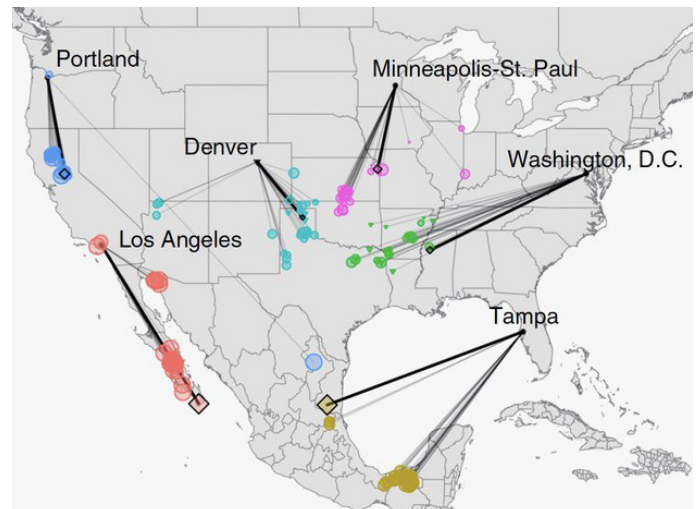 Portland
Minneapolis-St. Paul
Denver
Washington, D.C.
Los Angeles
Tampa